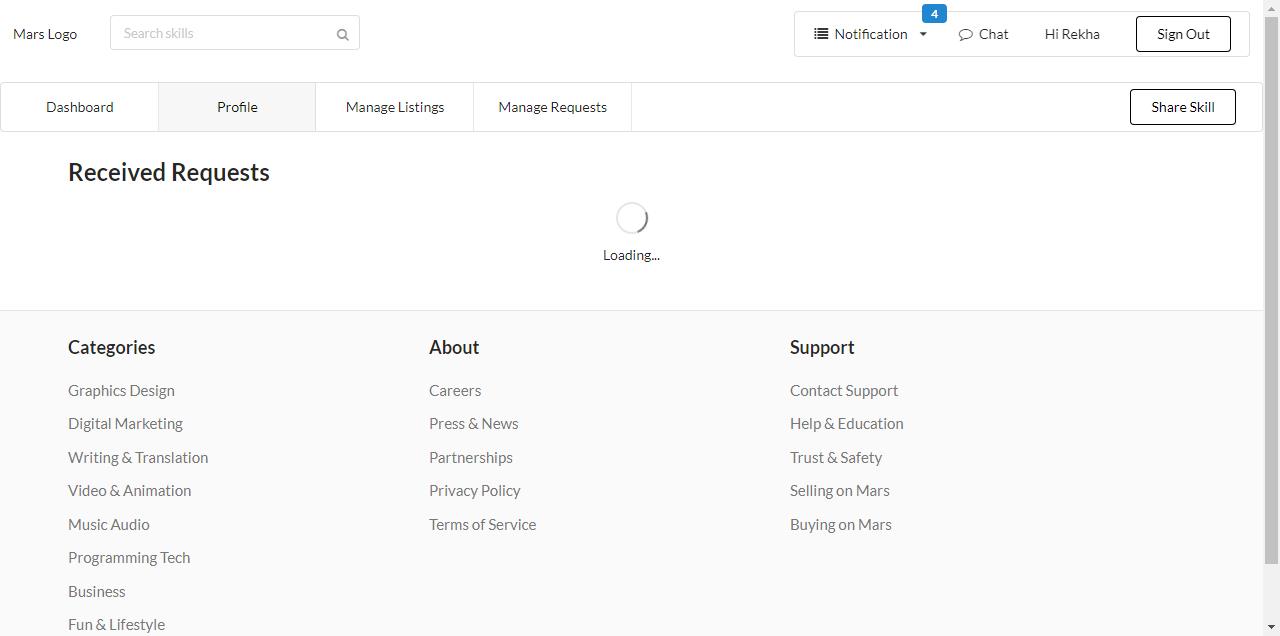 Mars Logo
Search skills
4
Notification
Chat
Hi Rekha
Sign Out
Dashboard
Profile
Manage Listings
Manage Requests
Share Skill
Received Requests
Loading...
Categories
Graphics Design
Digital Marketing
Writing & Translation
Video & Animation
Music Audio
Programming Tech
Business
Fun & Lifestyle
About
Careers
Press & News
Partnerships
Privacy Policy
Terms of Service
Support
Contact Support
Help & Education
Trust & Safety
Selling on Mars
Buying on Mars